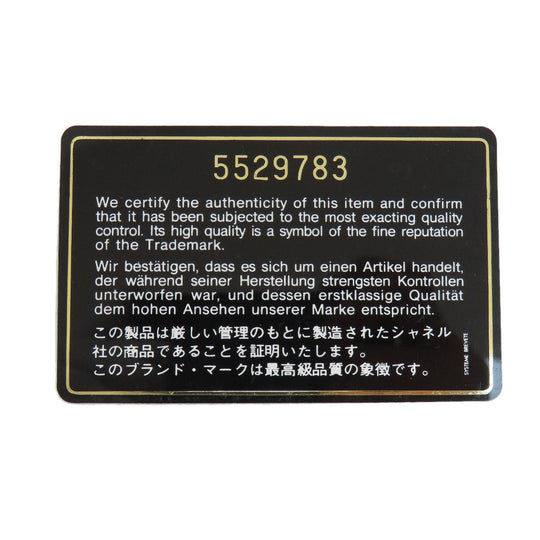 5529783
We certify the authenticity of this item and confirm
that it has been subjected to the most exacting quality
control. Its high quality is a symbol of the fine reputation
of the Trademark.
Wir bestätigen, dass es sich um einen Artikel handelt,
der während seiner Herstellung strengsten Kontrollen
unterworfen war, und dessen erstklassige Qualität
dem hohen Ansehen unserer Marke entspricht.
この製品は厳しい管理のもとに製造されたシャネル
社の商品であることを証明いたします。
このブランド・マークは最高級品質の象徴です。
SYSTEME BREVETE